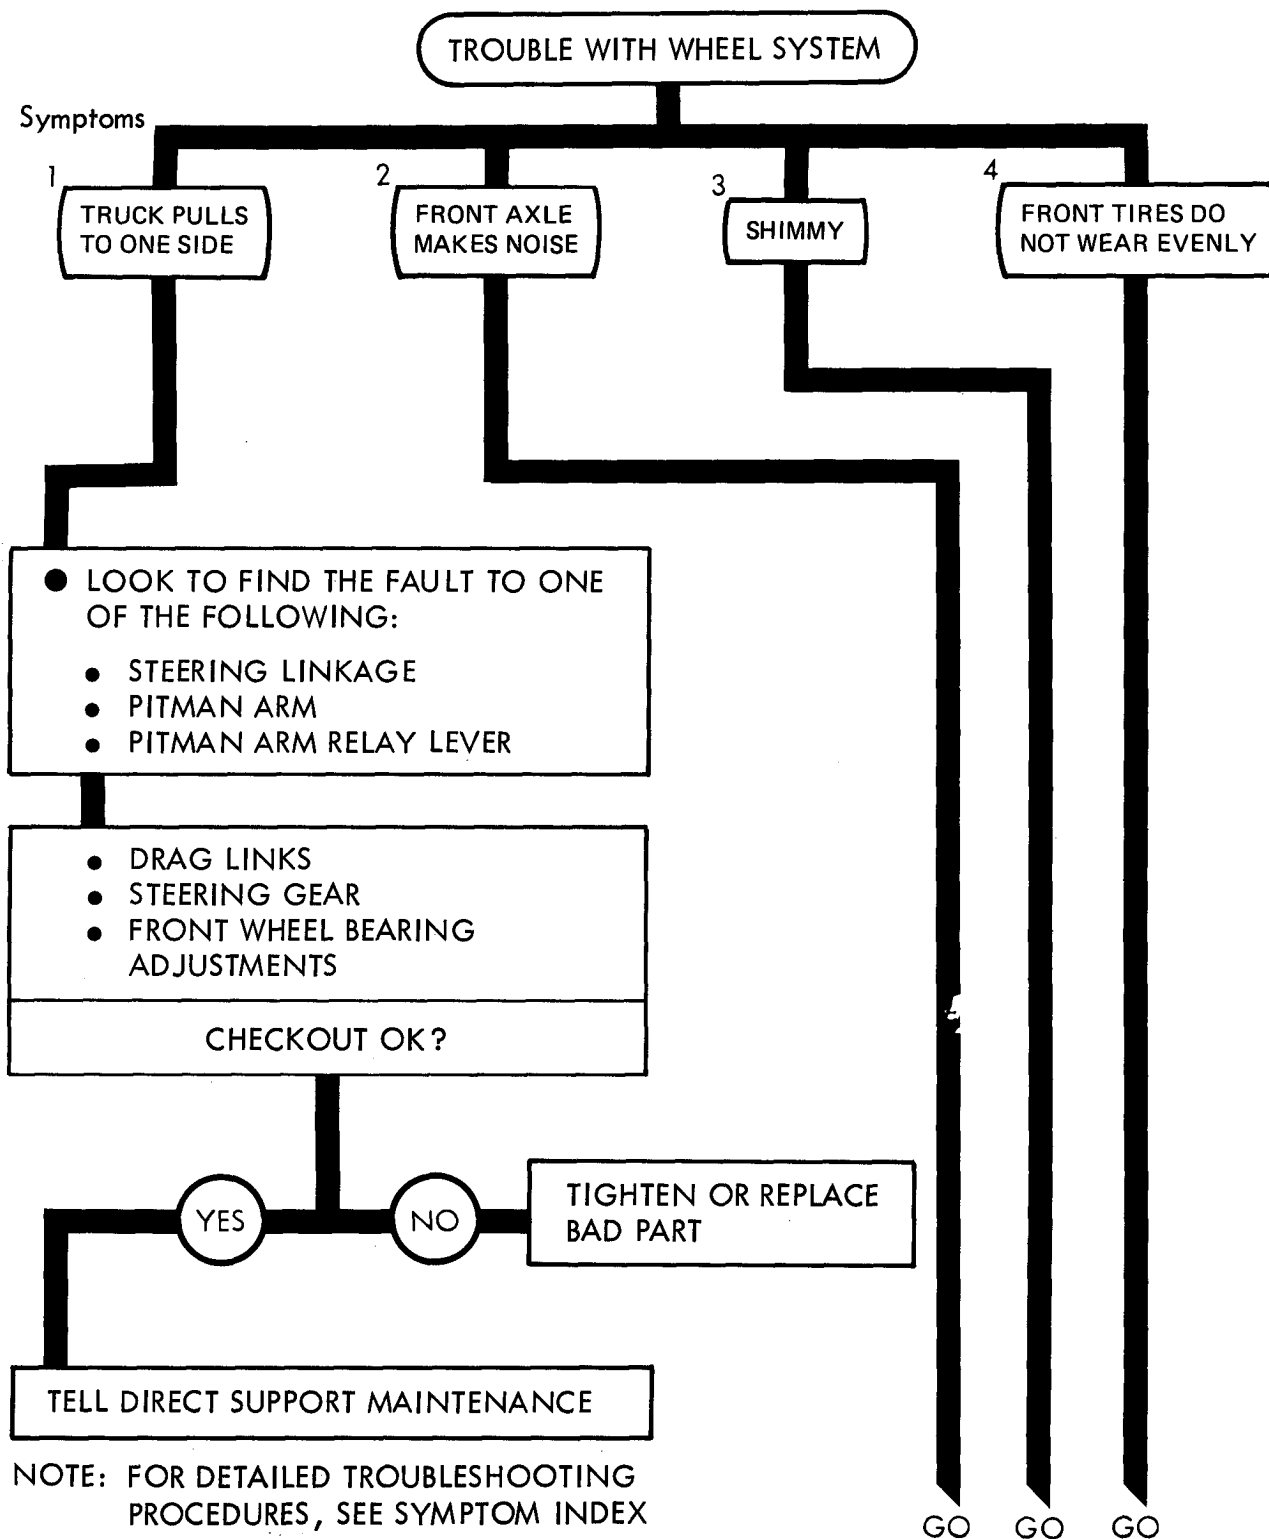 TROUBLE WITH WHEEL SYSTEM
Symptoms
1
TRUCK PULLS
TO ONE SIDE
2
FRONT AXLE
MAKES NOISE
3
SHIMMY
4
FRONT TIRES DO
NOT WEAR EVENLY
● LOOK TO FIND THE FAULT TO ONE
OF THE FOLLOWING:
● STEERING LINKAGE
● PITMAN ARM
● PITMAN ARM RELAY LEVER
● DRAG LINKS
● STEERING GEAR
● FRONT WHEEL BEARING
ADJUSTMENTS
CHECKOUT OK?
YES
NO
TIGHTEN OR REPLACE
BAD PART
TELL DIRECT SUPPORT MAINTENANCE
NOTE: FOR DETAILED TROUBLESHOOTING
PROCEDURES, SEE SYMPTOM INDEX
GO GO GO